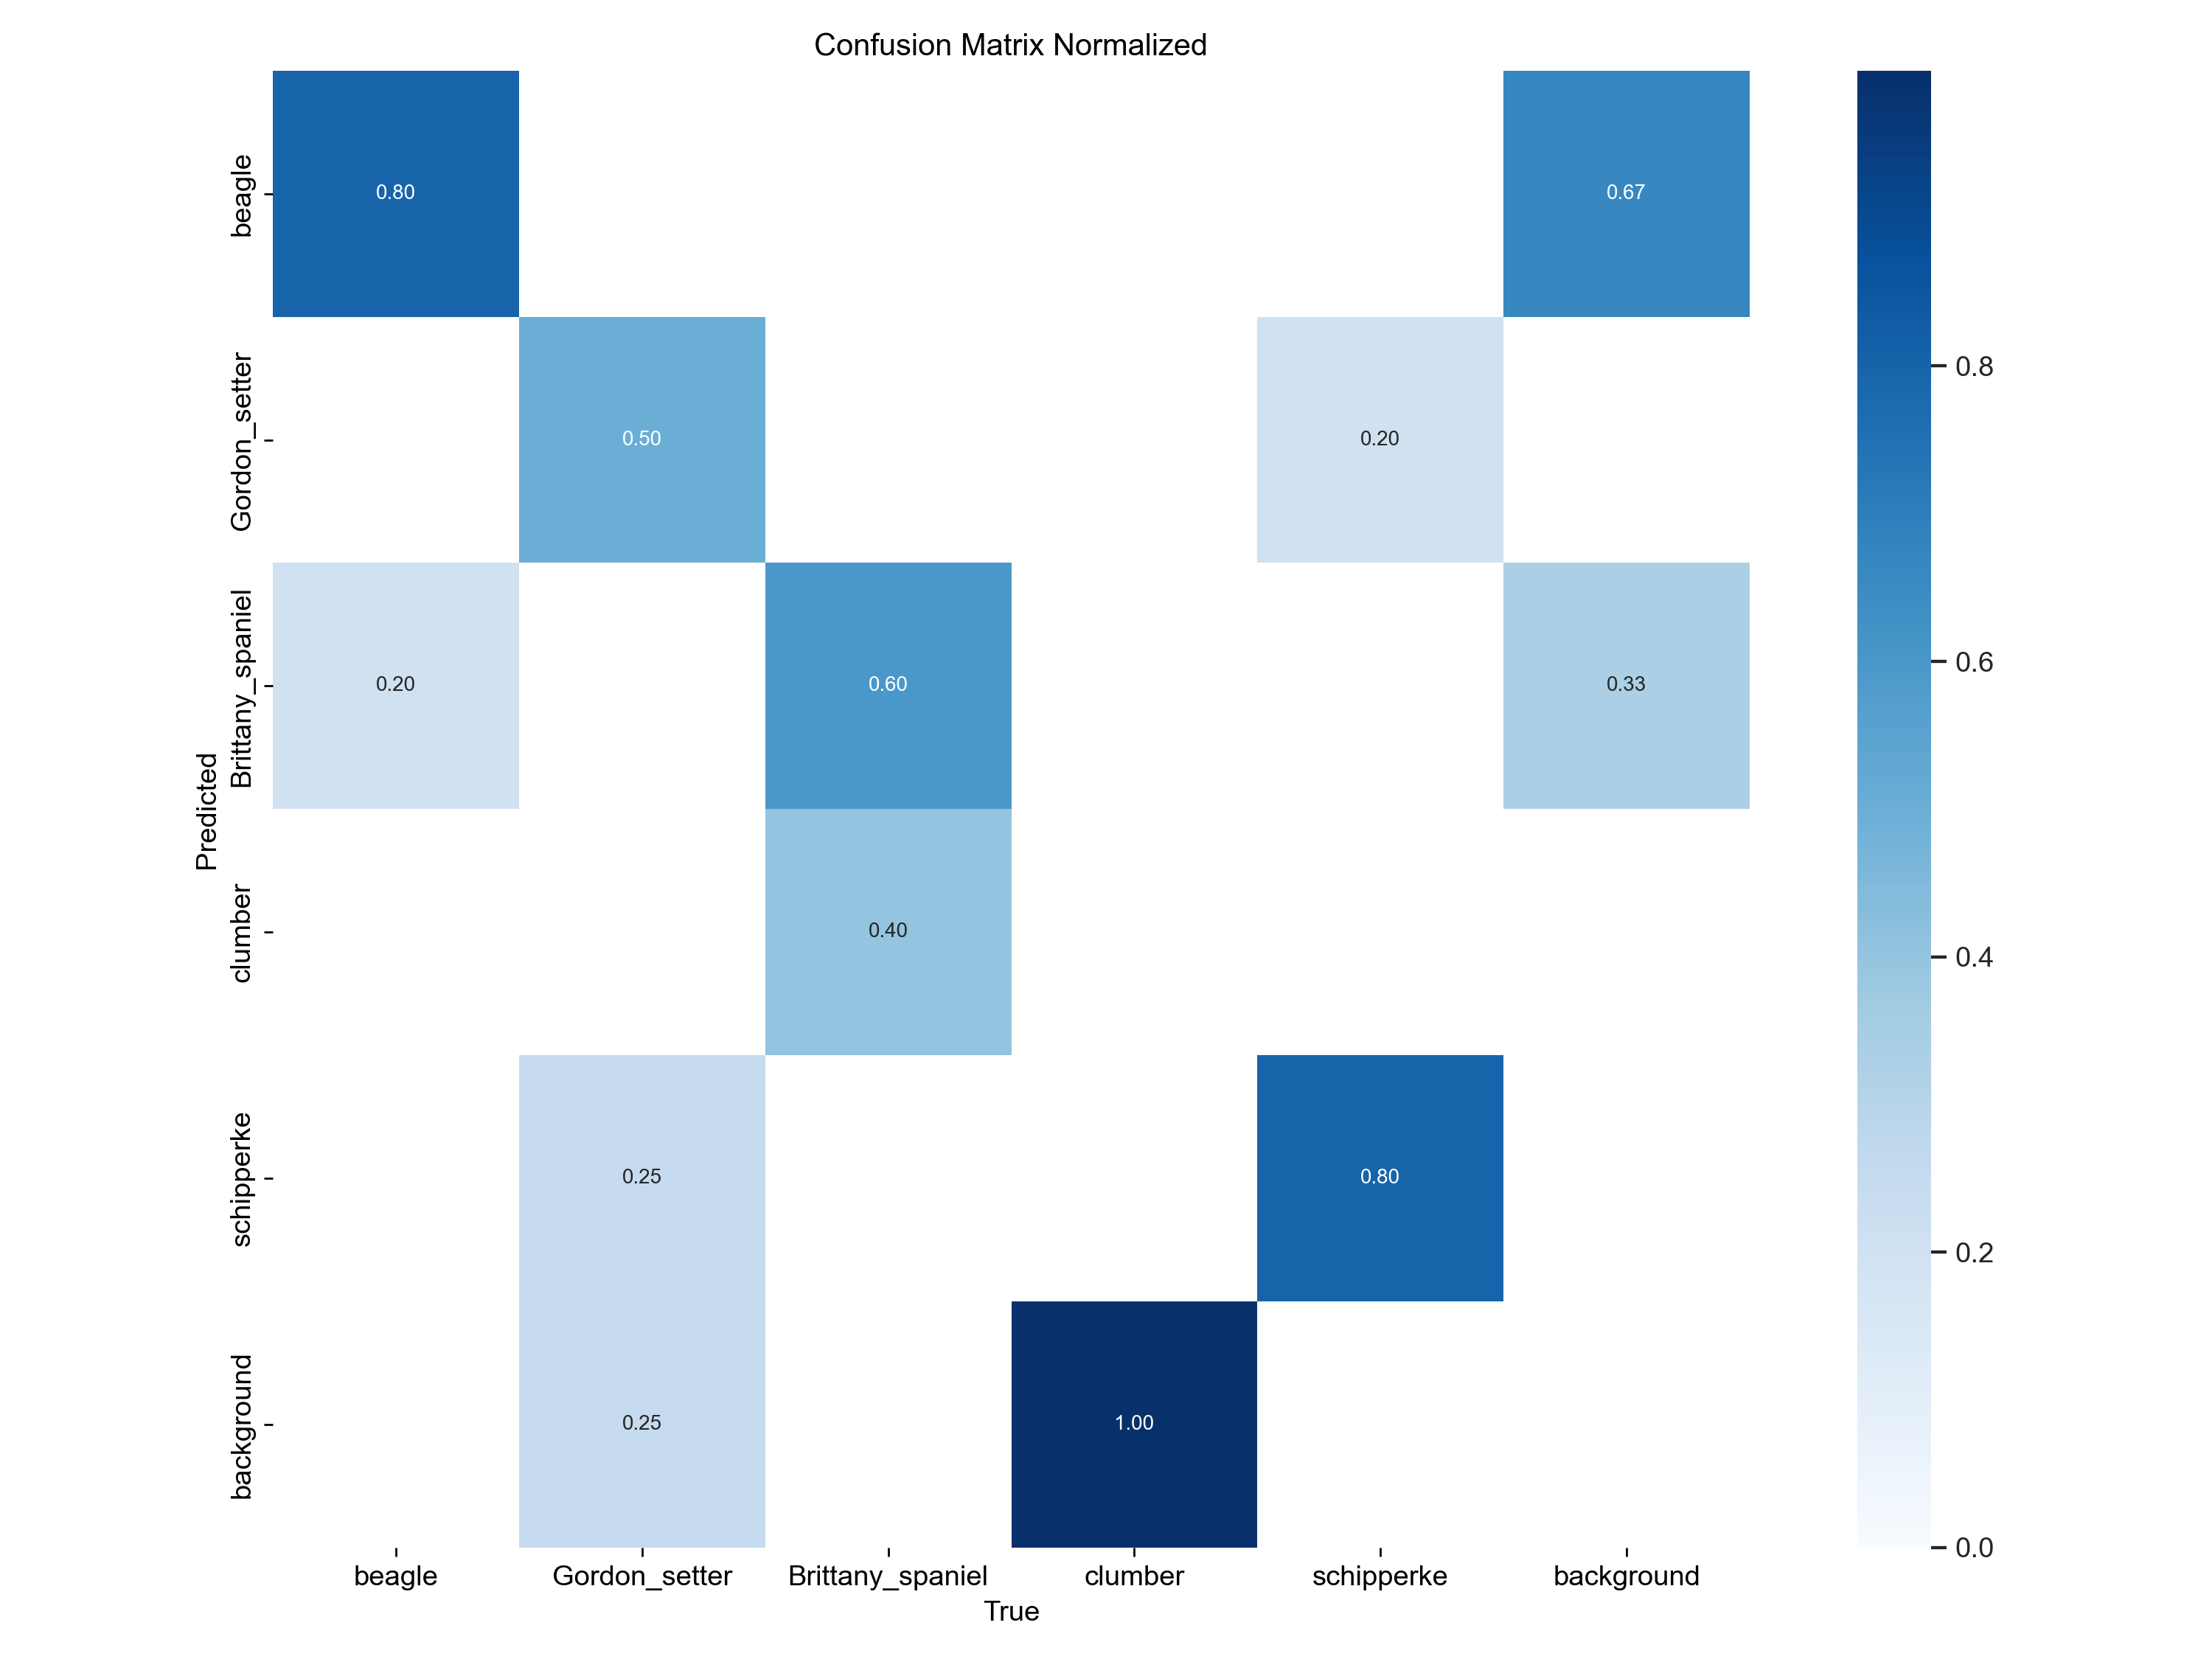 Confusion Matrix Normalized
beagle
0.80
0.67
Gordon_setter
0.50
0.20
Brittany_spaniel
0.20
0.60
0.33
clumber
0.40
schipperke
0.25
0.80
background
0.25
1.00
Predicted
beagle
Gordon_setter
Brittany_spaniel
clumber
schipperke
background
True
0.8
0.6
0.4
0.2
0.0